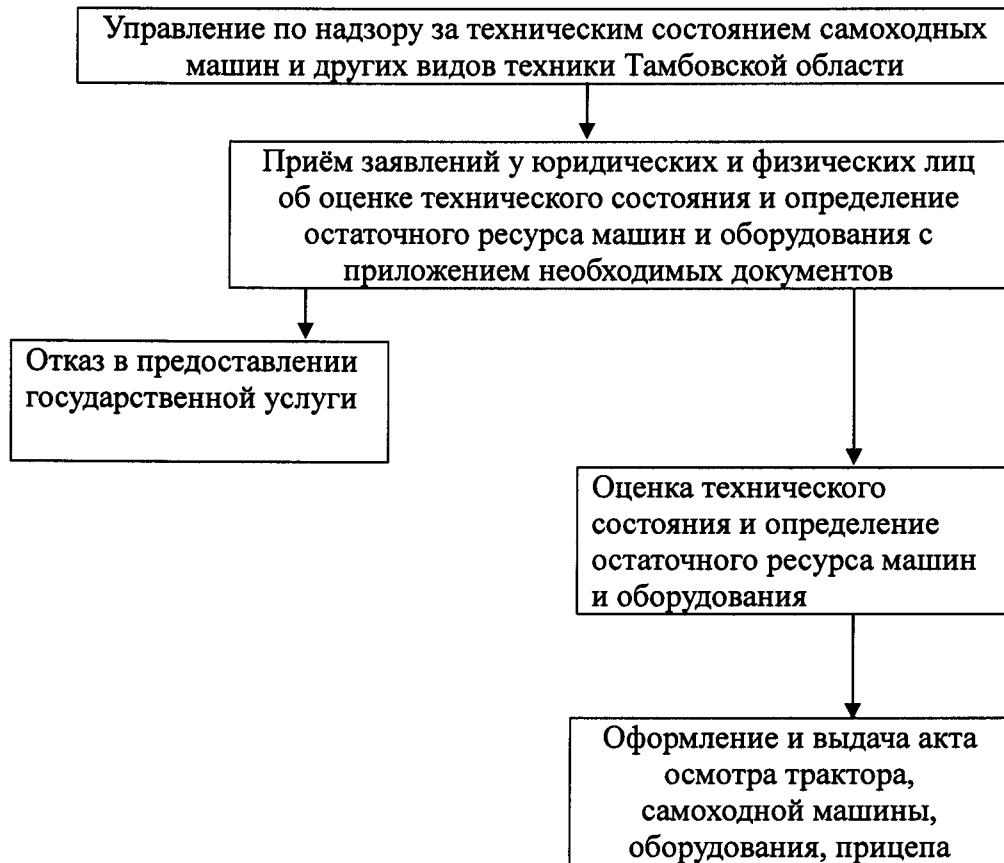 Управление по надзору за техническим состоянием самоходных
машин и других видов техники Тамбовской области
Приём заявлений у юридических и физических лиц
об оценке технического состояния и определение
остаточного ресурса машин и оборудования с
приложением необходимых документов
Отказ в предоставлении
государственной услуги
Оценка технического
состояния и определение
остаточного ресурса машин
и оборудования
Оформление и выдача акта
осмотра трактора,
самоходной машины,
оборудования, прицепа